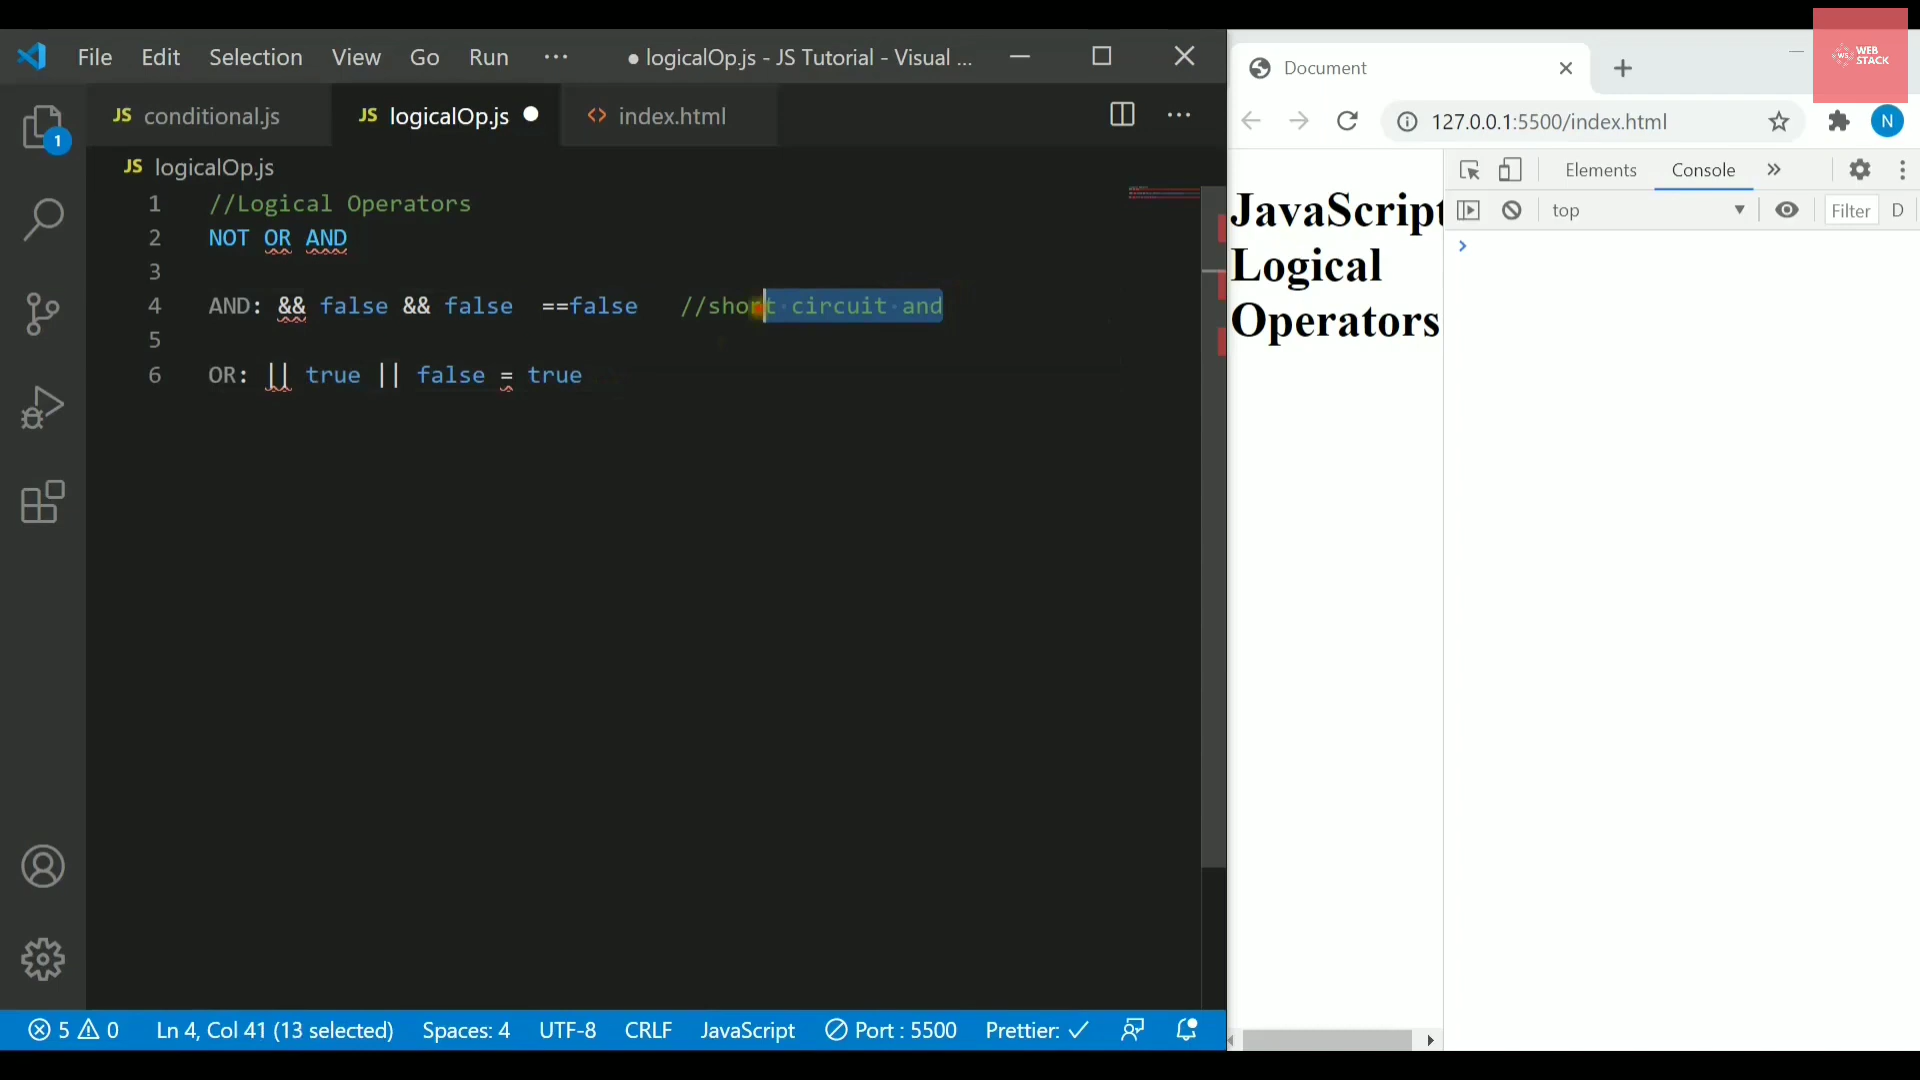 File Edit Selection View Go Run ··· ● logicalOp.js - JS Tutorial - Visual ...
JS conditional.js JS logicalOp.js ● <> index.html ···
JS logicalOp.js
1 //Logical Operators
2 NOT OR AND
3
4 AND: && false && false ==false //short circuit and
5
6 OR: || true || false = true
5 0 Ln 4, Col 41 (13 selected) Spaces: 4 UTF-8 CRLF JavaScript Port : 5500 Prettier: ✓
1
Document
WS WEB STACK
127.0.0.1:5500/index.html N
Elements Console »
top Filter D
JavaScript
Logical
Operators